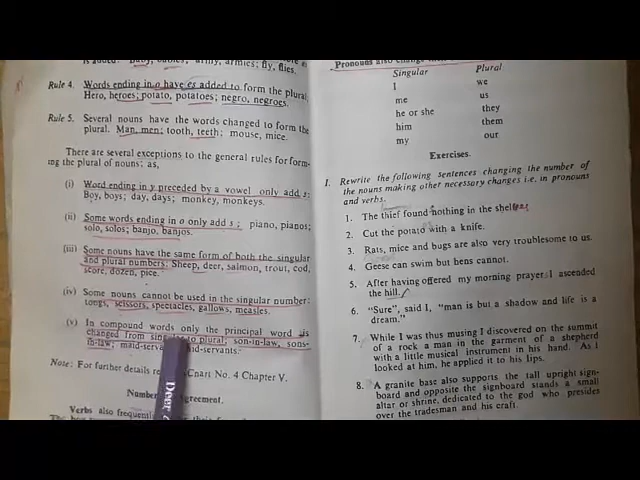 is added. Baby, babies; army, armies; fly, flies.
Rule 4. Words ending in o have es added to form the plural.
Hero, heroes; potato, potatoes; negro, negroes.
Rule 5. Several nouns have the words changed to form the
plural. Man, men; tooth, teeth; mouse, mice.
There are several exceptions to the general rules for form-
ing the plural of nouns: as,
(i) Word ending in y preceded by a vowel only add s;
Boy, boys; day, days; monkey, monkeys.
(ii) Some words ending in o only add s; piano, pianos;
solo, solos; banjo, banjos.
(iii) Some nouns have the same form of both the singular
and plural numbers: Sheep, deer, salmon, trout, cod,
score, dozen, pice.
(iv) Some nouns cannot be used in the singular number:
tongs, scissors, spectacles, gallows, measles.
(v) In compound words only the principal word is
changed from to plural; son-in-law, sons-
in-law; maid-servants.
Note: For further details Chart No. 4 Chapter V.
Agreement.
Verbs also
Deer
Pronouns also change
Singular Plural
I we
me us
he or she they
him them
my our
Exercises.
I. Rewrite the following sentences changing the number of
the nouns making other necessary changes i.e. in pronouns
and verbs.
1. The thief found nothing in the
2. Cut the potato with a knife.
3. Rats, mice and bugs are also very troublesome to us.
4. Geese can swim but hens cannot.
5. After having offered my morning prayer I ascended
the hill.
6. "Sure", said I, "man is but a shadow and life is a
dream."
7. While I was thus musing I discovered on the summit
of a rock a man in the garment of a shepherd
with a little musical instrument in his hand. As I
looked at him, he applied it to his lips.
8. A granite base also supports the tall upright sign-
board and opposite the signboard stands a small
altar or shrine, dedicated to the god who presides
over the tradesman and his craft.